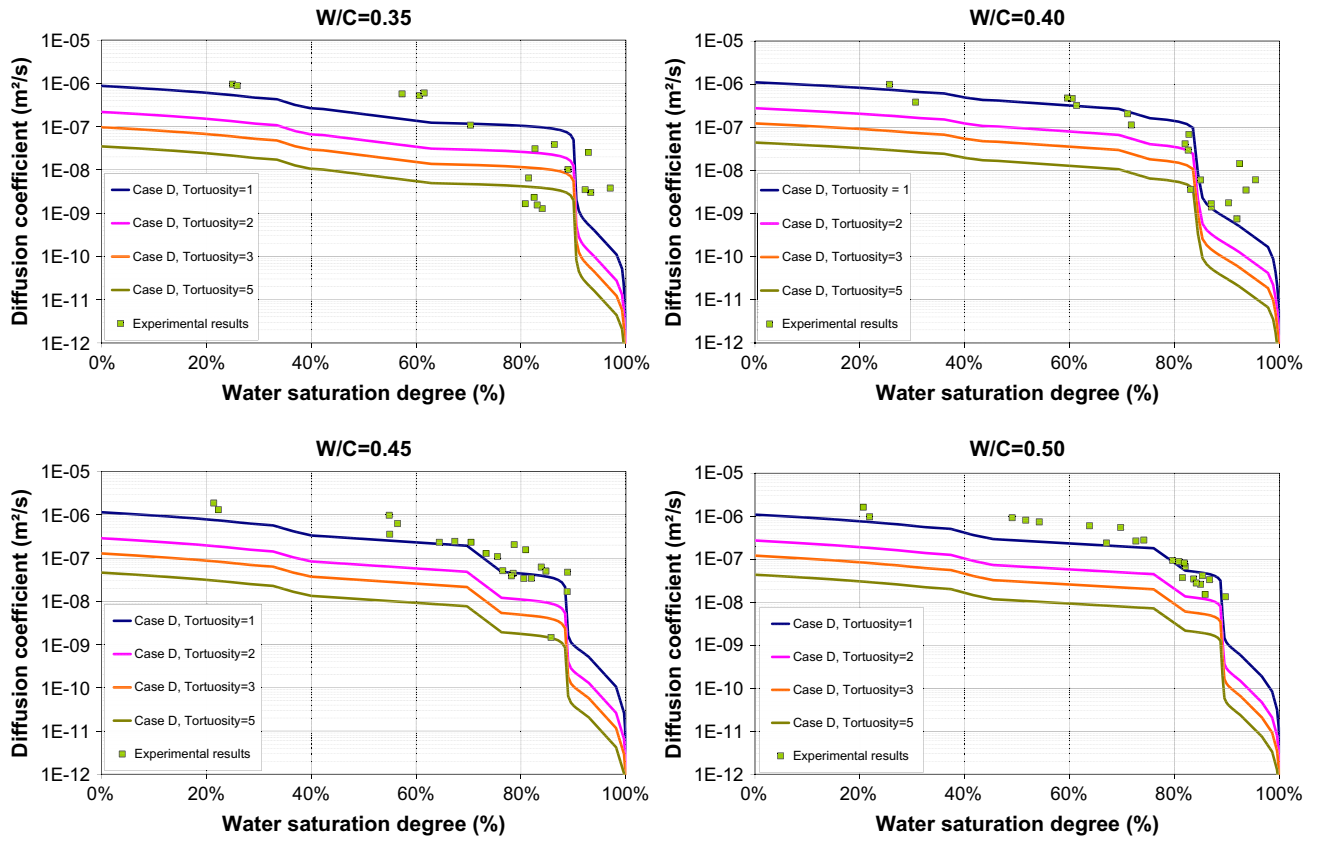 W/C=0.35
Diffusion coefficient (m²/s)
1E-05
1E-06
1E-07
1E-08
1E-09
1E-10
1E-11
1E-12
Case D, Tortuosity=1
Case D, Tortuosity=2
Case D, Tortuosity=3
Case D, Tortuosity=5
Experimental results
0% 20% 40% 60% 80% 100%
Water saturation degree (%)
W/C=0.40
Diffusion coefficient (m²/s)
1E-05
1E-06
1E-07
1E-08
1E-09
1E-10
1E-11
1E-12
Case D, Tortuosity = 1
Case D, Tortuosity=2
Case D, Tortuosity=3
Case D, Tortuosity=5
Experimental results
0% 20% 40% 60% 80% 100%
Water saturation degree (%)
W/C=0.45
Diffusion coefficient (m²/s)
1E-05
1E-06
1E-07
1E-08
1E-09
1E-10
1E-11
1E-12
Case D, Tortuosity=1
Case D, Tortuosity=2
Case D, Tortuosity=3
Case D, Tortuosity=5
Experimental results
0% 20% 40% 60% 80% 100%
Water saturation degree (%)
W/C=0.50
Diffusion coefficient (m²/s)
1E-05
1E-06
1E-07
1E-08
1E-09
1E-10
1E-11
1E-12
Case D, Tortuosity=1
Case D, Tortuosity=2
Case D, Tortuosity=3
Case D, Tortuosity=5
Experimental results
0% 20% 40% 60% 80% 100%
Water saturation degree (%)